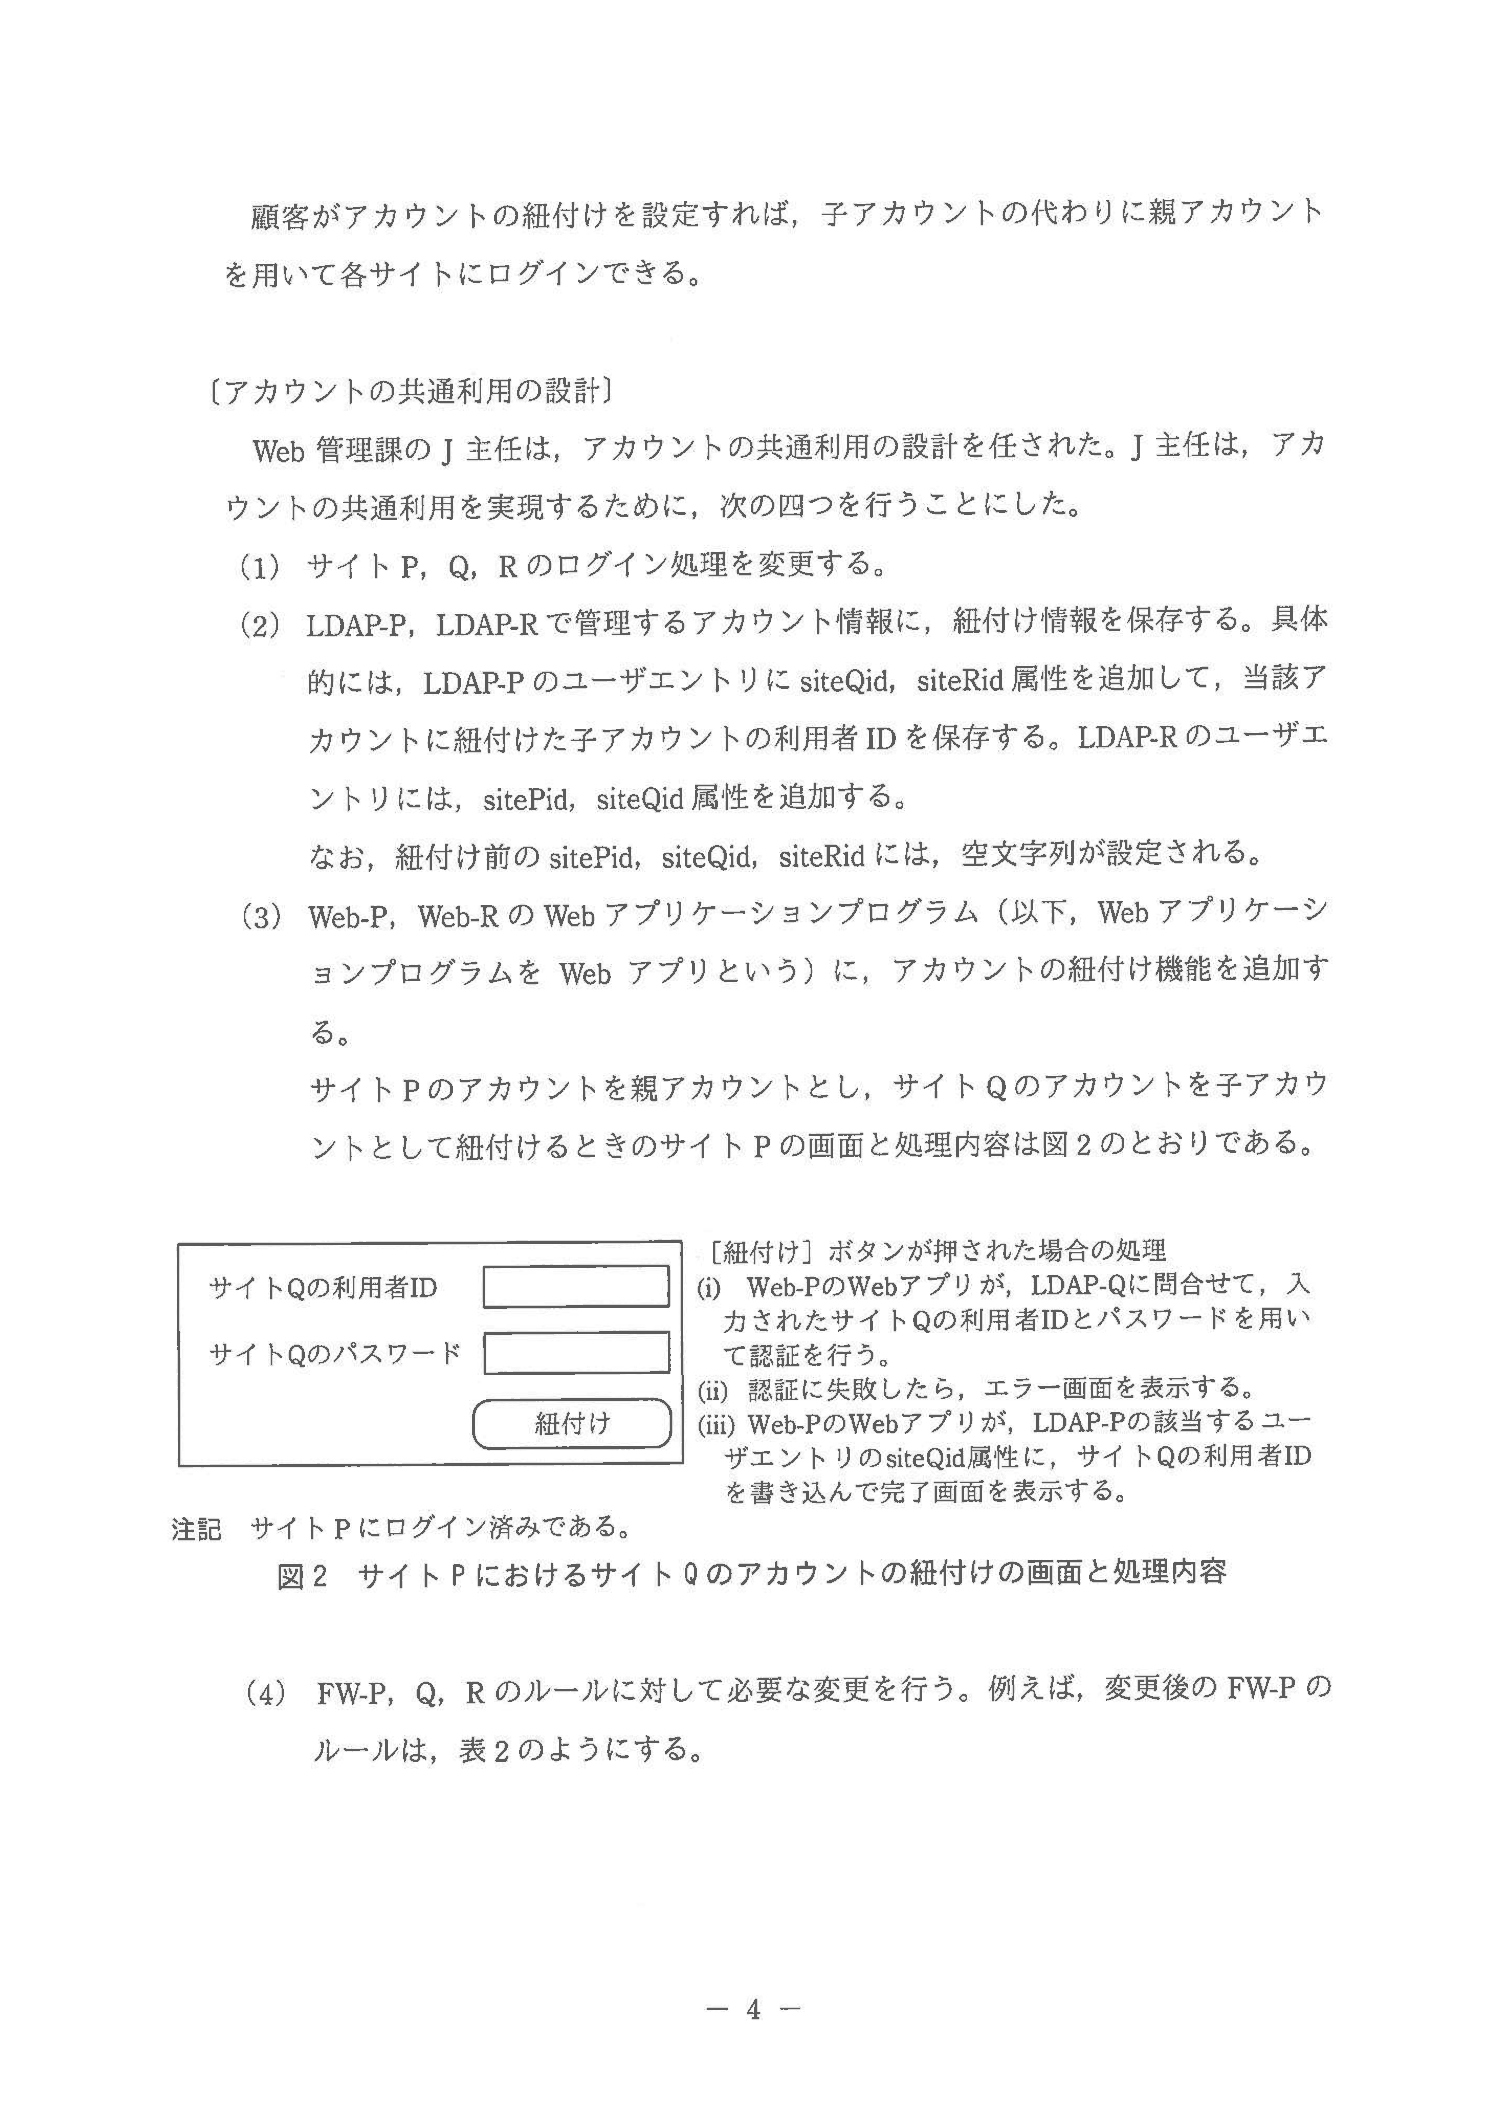 顧客がアカウントの紐付けを設定すれば，子アカウントの代わりに親アカウント
を用いて各サイトにログインできる。
〔アカウントの共通利用の設計〕
Web 管理課の J 主任は，アカウントの共通利用の設計を任された。J 主任は，アカ
ウントの共通利用を実現するために，次の四つを行うことにした。
(1) サイト P，Q，R のログイン処理を変更する。
(2) LDAP-P，LDAP-R で管理するアカウント情報に，紐付け情報を保存する。具体
的には，LDAP-P のユーザエントリに siteQid，siteRid 属性を追加して，当該ア
カウントに紐付けた子アカウントの利用者 ID を保存する。LDAP-R のユーザエ
ントリには，sitePid，siteQid 属性を追加する。
なお，紐付け前の sitePid，siteQid，siteRid には，空文字列が設定される。
(3) Web-P，Web-R の Web アプリケーションプログラム（以下，Web アプリケーシ
ョンプログラムを Web アプリという）に，アカウントの紐付け機能を追加す
る。
サイト P のアカウントを親アカウントとし，サイト Q のアカウントを子アカウ
ントとして紐付けるときのサイト P の画面と処理内容は図 2 のとおりである。
サイトQの利用者ID
サイトQのパスワード
紐付け
［紐付け］ボタンが押された場合の処理
(i) Web-PのWebアプリが，LDAP-Qに問合せて，入
力されたサイトQの利用者IDとパスワードを用い
て認証を行う。
(ii) 認証に失敗したら，エラー画面を表示する。
(iii) Web-PのWebアプリが，LDAP-Pの該当するユー
ザエントリのsiteQid属性に，サイトQの利用者ID
を書き込んで完了画面を表示する。
注記 サイト P にログイン済みである。
図 2 サイト P におけるサイト Q のアカウントの紐付けの画面と処理内容
(4) FW-P，Q，R のルールに対して必要な変更を行う。例えば，変更後の FW-P の
ルールは，表 2 のようにする。
－ 4 －